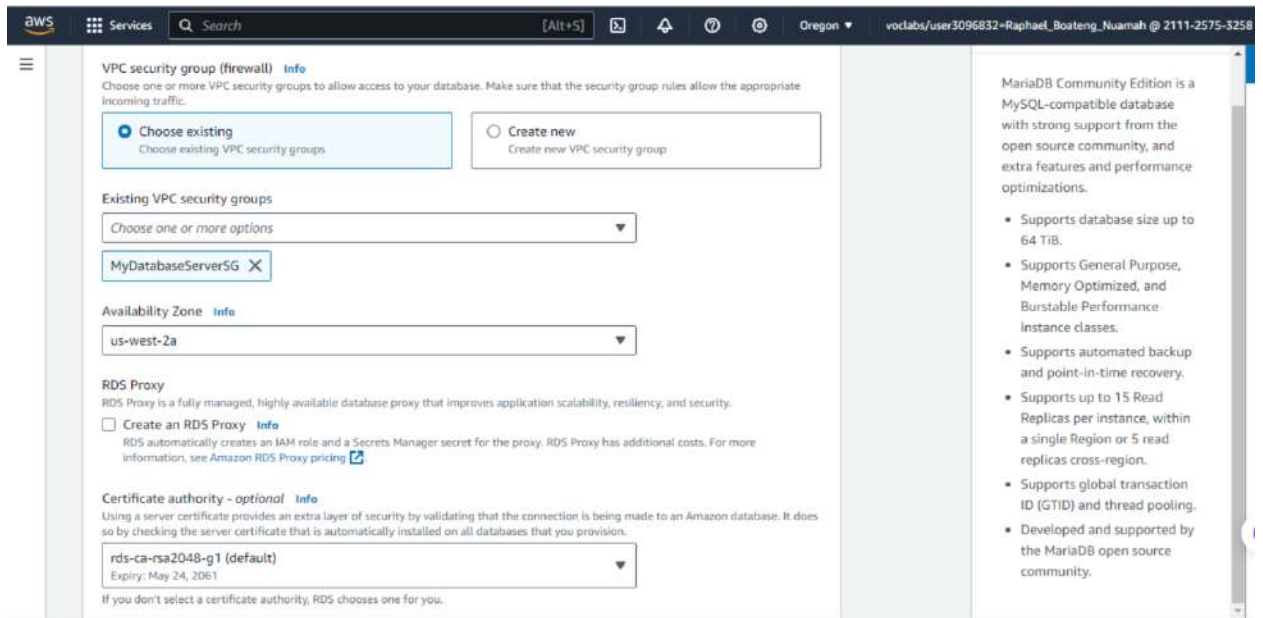 aws
Services
Search
[Alt+S]
Oregon
voclabs/user3096832=Raphael_Boateng_Nuamah @ 2111-2575-3258
VPC security group (firewall) Info
Choose one or more VPC security groups to allow access to your database. Make sure that the security group rules allow the appropriate
incoming traffic.
Choose existing
Choose existing VPC security groups
Create new
Create new VPC security group
Existing VPC security groups
Choose one or more options
MyDatabaseServerSG
Availability Zone Info
us-west-2a
RDS Proxy
RDS Proxy is a fully managed, highly available database proxy that improves application scalability, resiliency, and security.
Create an RDS Proxy Info
RDS automatically creates an IAM role and a Secrets Manager secret for the proxy. RDS Proxy has additional costs. For more
information, see Amazon RDS Proxy pricing
Certificate authority - optional Info
Using a server certificate provides an extra layer of security by validating that the connection is being made to an Amazon database. It does
so by checking the server certificate that is automatically installed on all databases that you provision.
rds-ca-rsa2048-g1 (default)
Expiry: May 24, 2061
If you don't select a certificate authority, RDS chooses one for you.
MariaDB Community Edition is a
MySQL-compatible database
with strong support from the
open source community, and
extra features and performance
optimizations.
• Supports database size up to
64 TiB.
• Supports General Purpose,
Memory Optimized, and
Burstable Performance
instance classes.
• Supports automated backup
and point-in-time recovery.
• Supports up to 15 Read
Replicas per instance, within
a single Region or 5 read
replicas cross-region.
• Supports global transaction
ID (GTID) and thread pooling.
• Developed and supported by
the MariaDB open source
community.